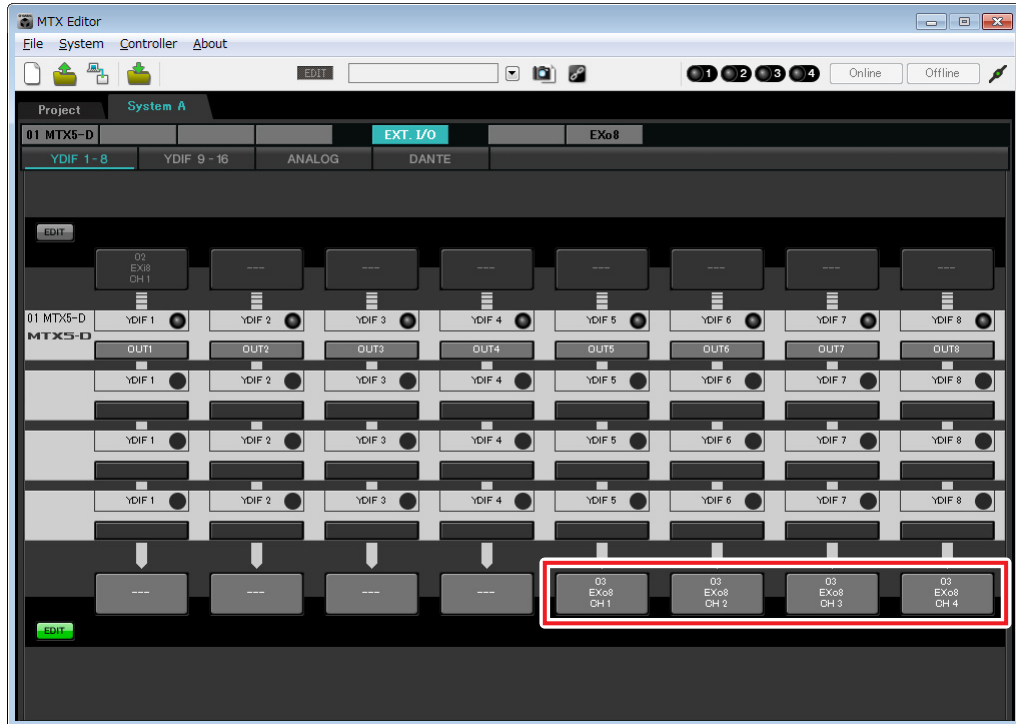 MTX Editor
File System Controller About
EDIT 1 2 3 4 Online Offline
Project System A
01 MTX5-D EXT. I/O EXo8
YDIF 1 - 8 YDIF 9 - 16 ANALOG DANTE
EDIT
02
EXi8
CH 1
--- --- --- --- --- --- ---
01 MTX5-D YDIF 1 YDIF 2 YDIF 3 YDIF 4 YDIF 5 YDIF 6 YDIF 7 YDIF 8
MTX5-D
OUT1 OUT2 OUT3 OUT4 OUT5 OUT6 OUT7 OUT8
YDIF 1 YDIF 2 YDIF 3 YDIF 4 YDIF 5 YDIF 6 YDIF 7 YDIF 8
YDIF 1 YDIF 2 YDIF 3 YDIF 4 YDIF 5 YDIF 6 YDIF 7 YDIF 8
YDIF 1 YDIF 2 YDIF 3 YDIF 4 YDIF 5 YDIF 6 YDIF 7 YDIF 8
--- --- --- ---
03
EXo8
CH 1
03
EXo8
CH 2
03
EXo8
CH 3
03
EXo8
CH 4
EDIT